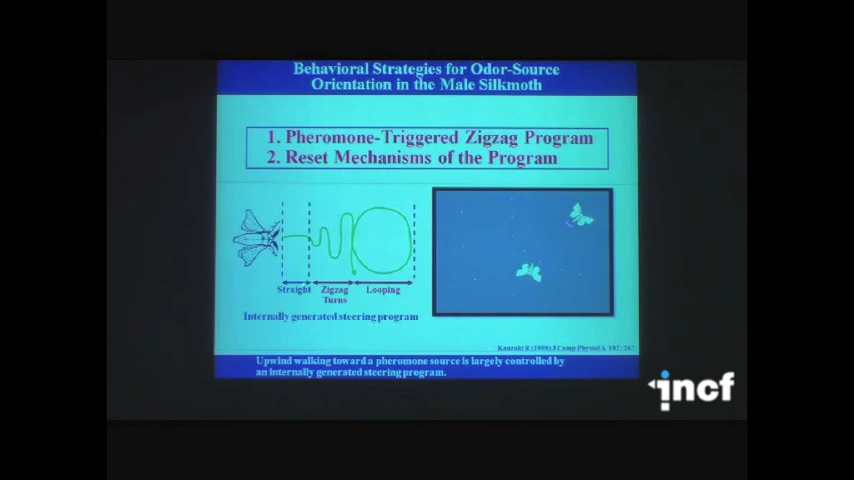 Behavioral Strategies for Odor-Source
Orientation in the Male Silkmoth
1. Pheromone-Triggered Zigzag Program
2. Reset Mechanisms of the Program
Straight
Zigzag
Turns
Looping
Internally generated steering program
Kanzaki R (1998) J Comp Physiol A
Upwind walking toward a pheromone source is largely controlled by
an internally generated steering program.
incf